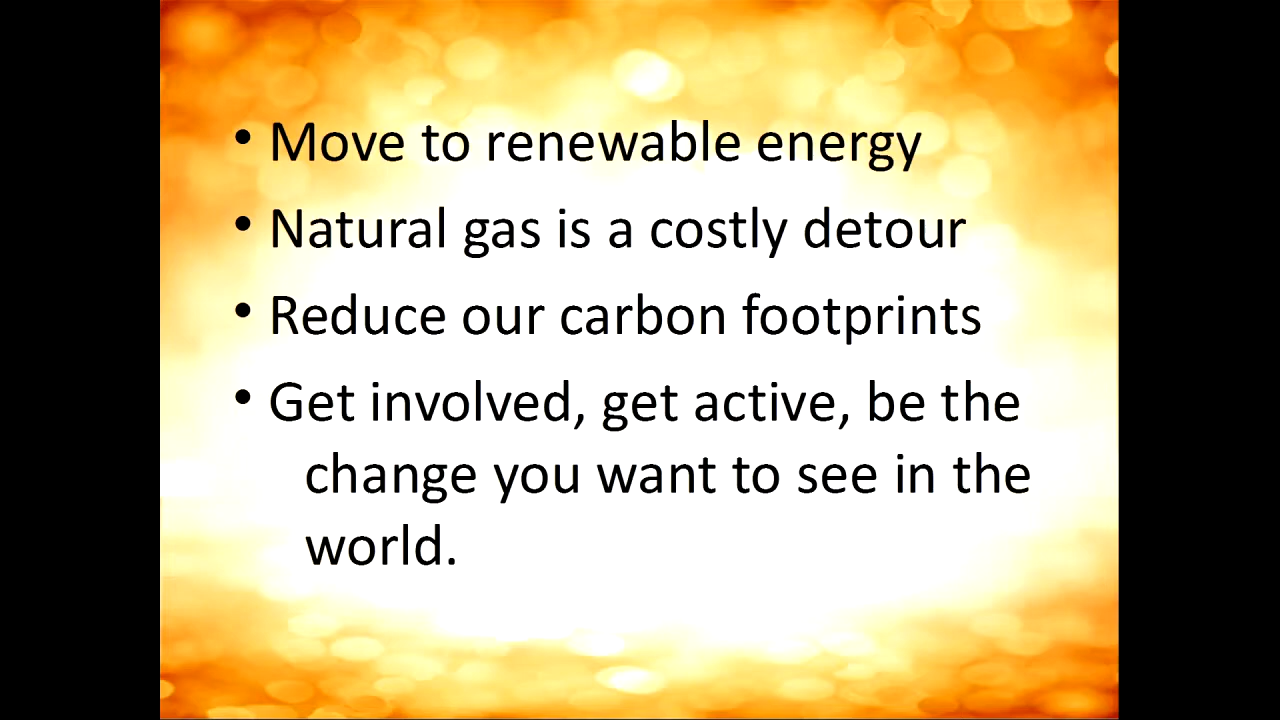 • Move to renewable energy
• Natural gas is a costly detour
• Reduce our carbon footprints
• Get involved, get active, be the
change you want to see in the
world.